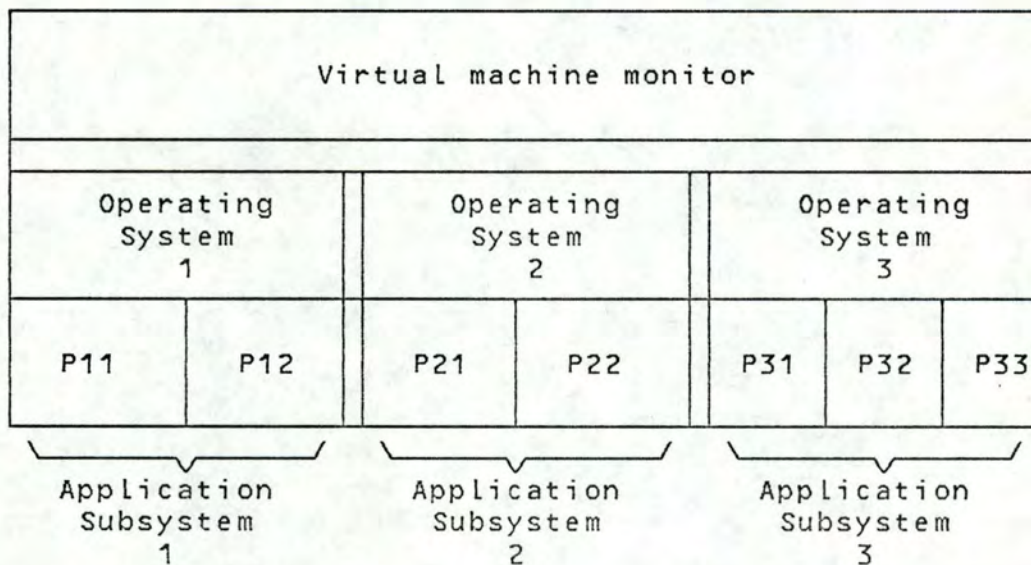 Virtual machine monitor
Operating System 1
Operating System 2
Operating System 3
P11 P12 P21 P22 P31 P32 P33
Application Subsystem 1
Application Subsystem 2
Application Subsystem 3